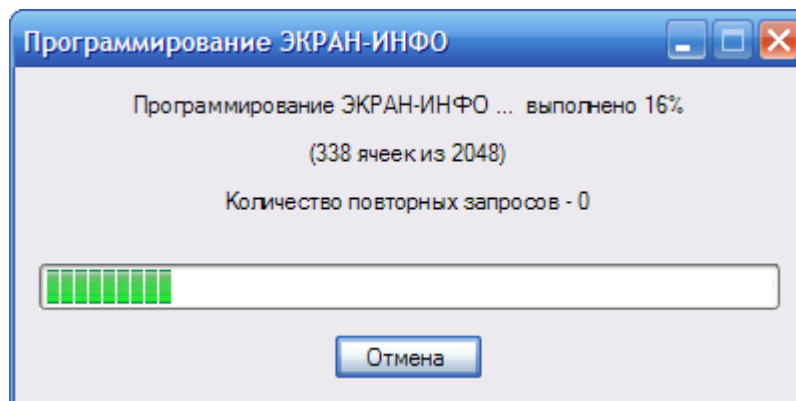 Программирование ЭКРАН-ИНФО
Программирование ЭКРАН-ИНФО ... выполнено 16%
(338 ячеек из 2048)
Количество повторных запросов - 0
Отмена